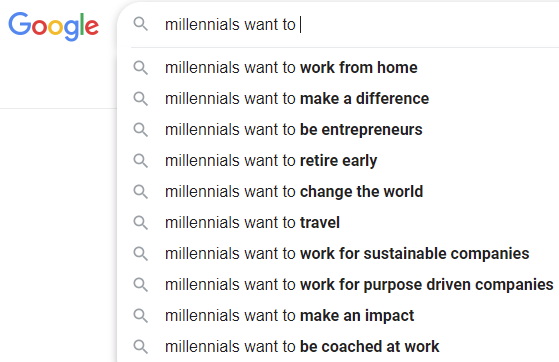 Google
millennials want to
millennials want to work from home
millennials want to make a difference
millennials want to be entrepreneurs
millennials want to retire early
millennials want to change the world
millennials want to travel
millennials want to work for sustainable companies
millennials want to work for purpose driven companies
millennials want to make an impact
millennials want to be coached at work